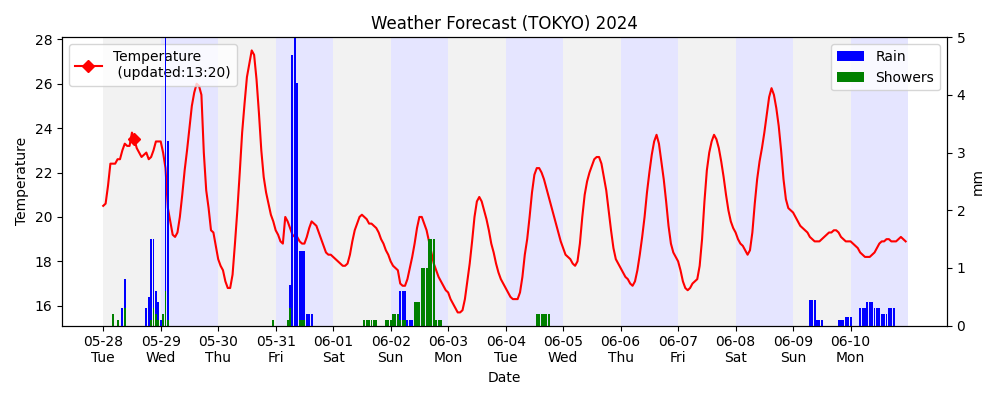 Weather Forecast (TOKYO) 2024
Temperature
(updated:13:20)
Rain
Showers
28
26
24
22
20
18
16
Temperature
5
4
3
2
1
0
mm
05-28 05-29 05-30 05-31 06-01 06-02 06-03 06-04 06-05 06-06 06-07 06-08 06-09 06-10
Tue Wed Thu Fri Sat Sun Mon Tue Wed Thu Fri Sat Sun Mon
Date